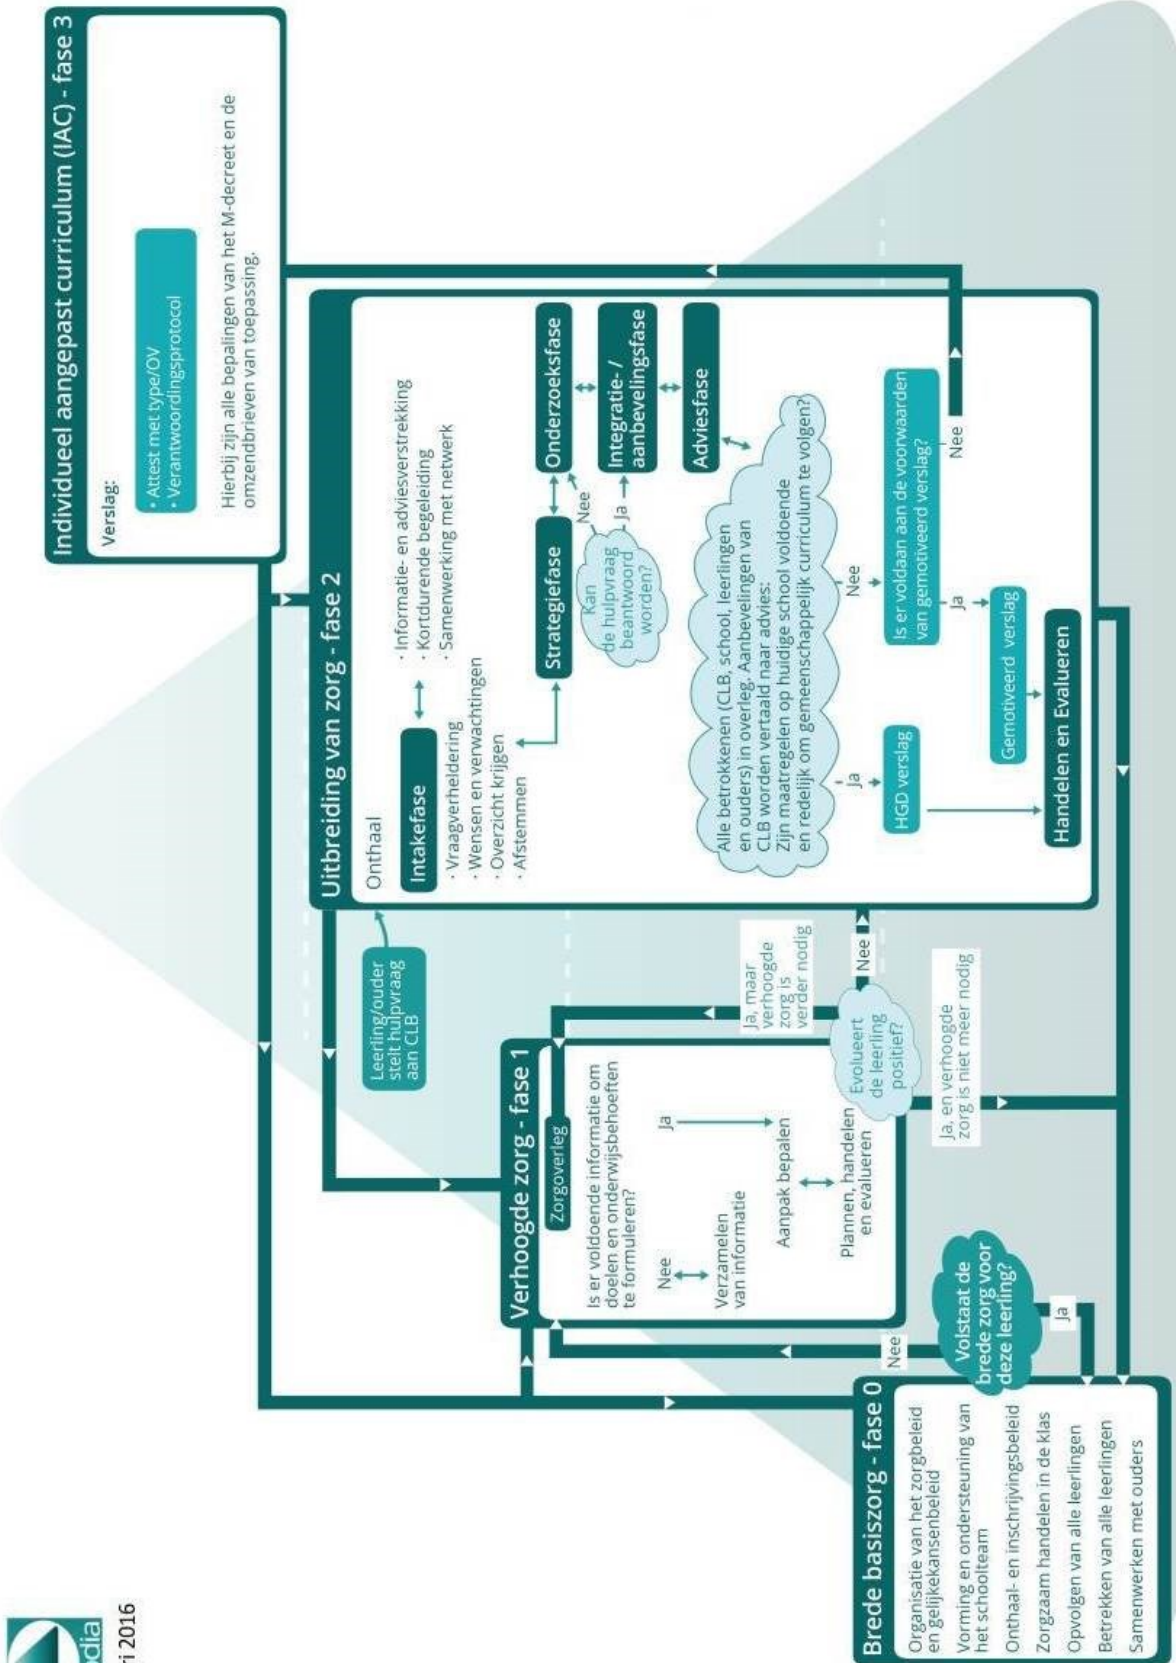 dia
ri 2016
Brede basiszorg - fase 0
Organisatie van het zorgbeleid
en gelijkekansenbeleid
Vorming en ondersteuning van
het schoolteam
Onthaal- en inschrijvingsbeleid
Zorgzaam handelen in de klas
Opvolgen van alle leerlingen
Betrekken van alle leerlingen
Samenwerken met ouders
Volstaat de
brede zorg voor
deze leerling?
Nee
Ja
Verhoogde zorg - fase 1
Zorgoverleg
Is er voldoende informatie om
doelen en onderwijsbehoeften
te formuleren?
Nee
Ja
Verzamelen
van informatie
Aanpak bepalen
Plannen, handelen
en evalueren
Evolueert
de leerling
positief?
Ja, maar
verhoogde
zorg is
verder nodig
Nee
Ja, en verhoogde
zorg is niet meer nodig
Leerling/ouder
stelt hulpvraag
aan CLB
Uitbreiding van zorg - fase 2
Onthaal
Intakefase
· Vraagverheldering
· Wensen en verwachtingen
· Overzicht krijgen
· Afstemmen
· Informatie- en adviesverstrekking
· Kortdurende begeleiding
· Samenwerking met netwerk
Strategiefase
Onderzoeksfase
Kan
de hulpvraag
beantwoord
worden?
Nee
Ja
Integratie- /
aanbevelingsfase
Adviesfase
Alle betrokkenen (CLB, school, leerlingen
en ouders) in overleg. Aanbevelingen van
CLB worden vertaald naar advies:
Zijn maatregelen op huidige school voldoende
en redelijk om gemeenschappelijk curriculum te volgen?
Ja
Nee
HGD verslag
Is er voldaan aan de voorwaarden
van gemotiveerd verslag?
Ja
Nee
Gemotiveerd verslag
Handelen en Evalueren
Individueel aangepast curriculum (IAC) - fase 3
Verslag:
· Attest met type/OV
· Verantwoordingsprotocol
Hierbij zijn alle bepalingen van het M-decreet en de
omzendbrieven van toepassing.